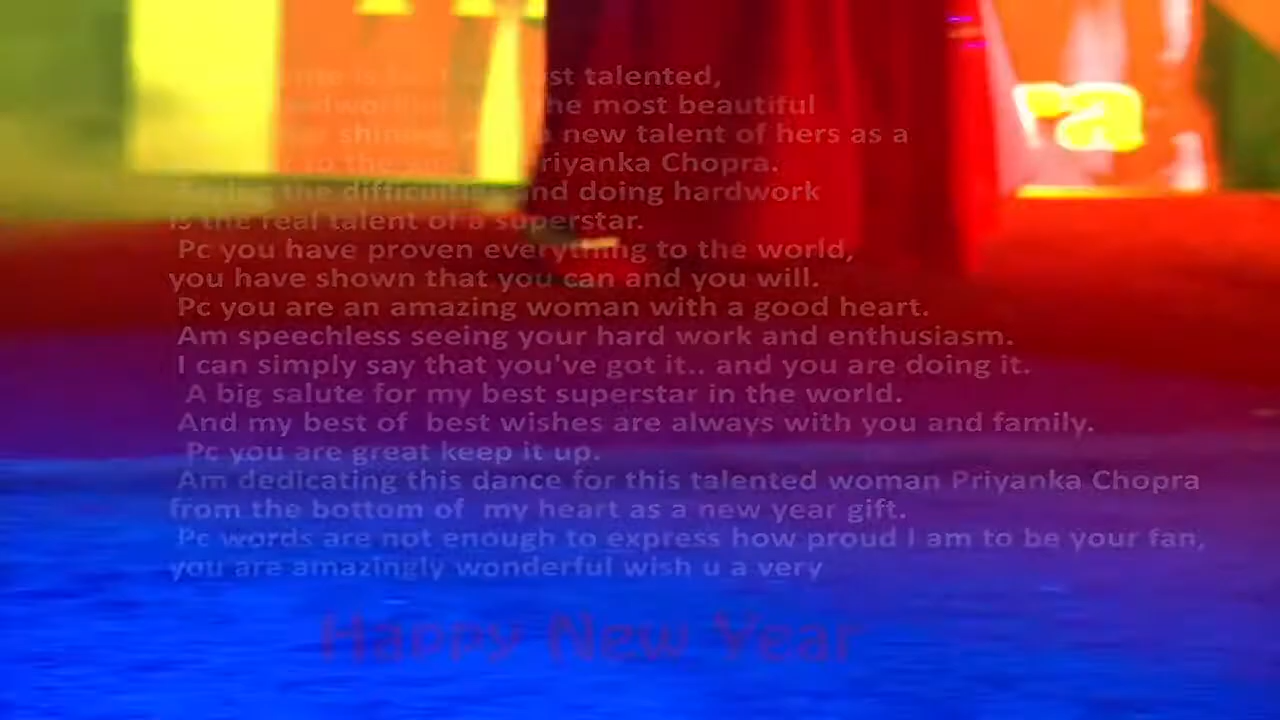 talented,
the most beautiful
new talent of hers as a
to the Priyanka Chopra.
the difficulties and doing hardwork
is the real talent of a superstar.
Pc you have proven everything to the world,
you have shown that you can and you will.
Pc you are an amazing woman with a good heart.
Am speechless seeing your hard work and enthusiasm.
I can simply say that you've got it.. and you are doing it.
A big salute for my best superstar in the world.
And my best of  best wishes are always with you and family.
Pc you are great keep it up.
Am dedicating this dance for this talented woman Priyanka Chopra
from the bottom of  my heart as a new year gift.
Pc words are not enough to express how proud I am to be your fan,
you are amazingly wonderful wish u a very
Happy New Year